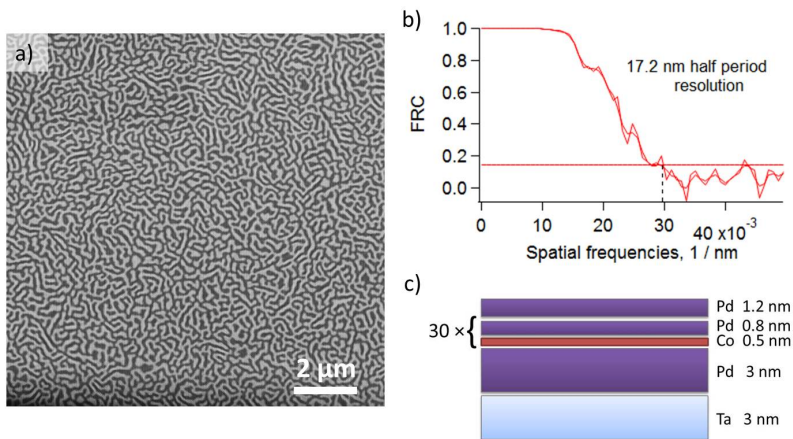 a)
2 µm
b)
1.0
0.8
0.6
0.4
0.2
0.0
FRC
17.2 nm half period
resolution
0
10
20
30
40 x10⁻³
Spatial frequencies, 1 / nm
c)
30 ×
Pd 1.2 nm
Pd 0.8 nm
Co 0.5 nm
Pd 3 nm
Ta 3 nm